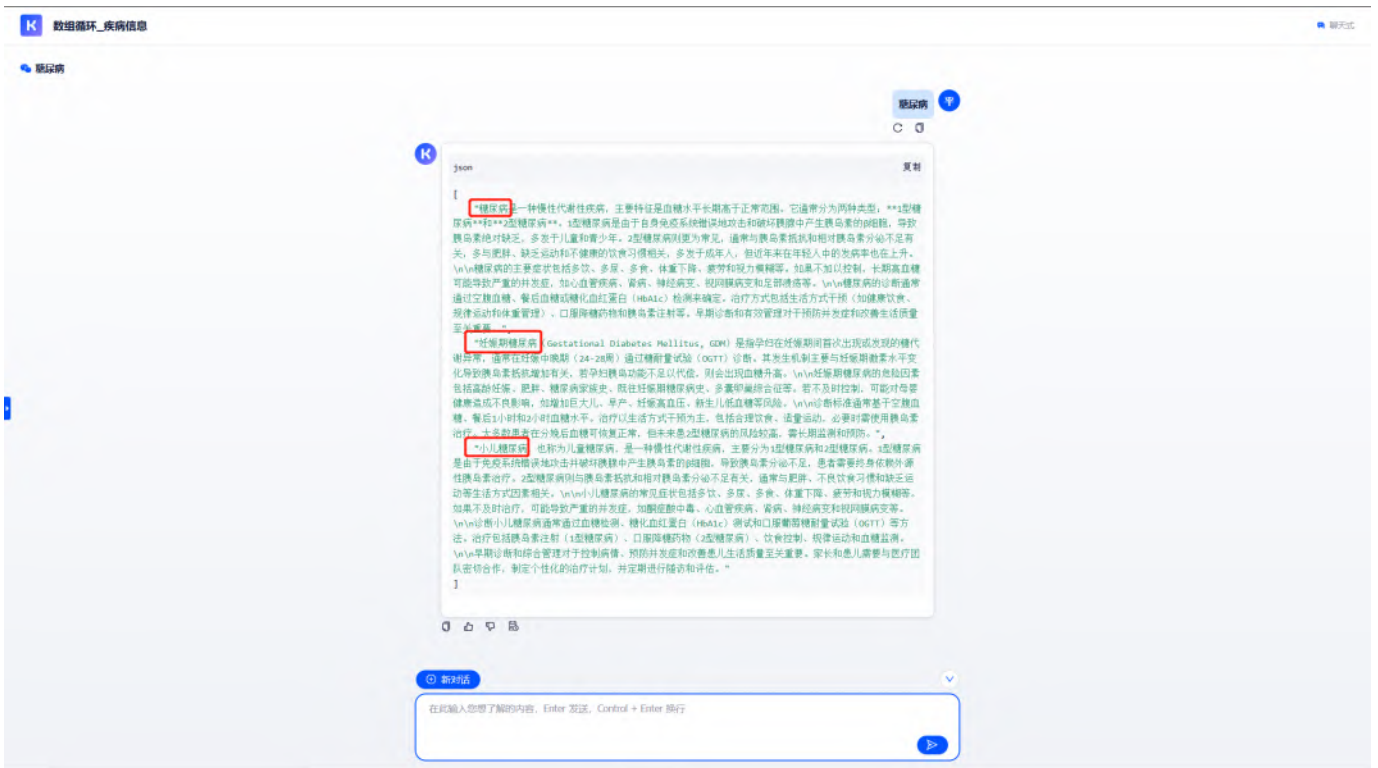 K 数组循环_疾病信息
聊天式
糖尿病
糖尿病
K
json 复制
[
"糖尿病是一种慢性代谢性疾病，主要特征是血糖水平长期高于正常范围。它通常分为两种类型：**1型糖
尿病**和**2型糖尿病**。1型糖尿病是由于自身免疫系统错误地攻击和破坏胰腺中产生胰岛素的β细胞，导致
胰岛素绝对缺乏，多发于儿童和青少年。2型糖尿病则更为常见，通常与胰岛素抵抗和相对胰岛素分泌不足有
关，多与肥胖、缺乏运动和不健康的饮食习惯相关，多发于成年人，但近年来在年轻人中的发病率也在上升。
\n\n糖尿病的主要症状包括多饮、多尿、多食、体重下降、疲劳和视力模糊等。如果不加以控制，长期高血糖
可能导致严重的并发症，如心血管疾病、肾病、神经病变、视网膜病变和足部溃疡等。\n\n糖尿病的诊断通常
通过空腹血糖、餐后血糖或糖化血红蛋白（HbA1c）检测来确定。治疗方式包括生活方式干预（如健康饮食、
规律运动和体重管理）、口服降糖药物和胰岛素注射等。早期诊断和有效管理对于预防并发症和改善生活质量
至关重要。",
"妊娠期糖尿病（Gestational Diabetes Mellitus, GDM）是指孕妇在妊娠期间首次出现或发现的糖代
谢异常，通常在妊娠中晚期（24-28周）通过糖耐量试验（OGTT）诊断。其发生机制主要与妊娠期激素水平变
化导致胰岛素抵抗增加有关，若孕妇胰岛功能不足以代偿，则会出现血糖升高。\n\n妊娠期糖尿病的危险因素
包括高龄妊娠、肥胖、糖尿病家族史、既往妊娠期糖尿病史、多囊卵巢综合征等。若不及时控制，可能对母婴
健康造成不良影响，如增加巨大儿、早产、妊娠高血压、新生儿低血糖等风险。\n\n诊断标准通常基于空腹血
糖、餐后1小时和2小时血糖水平。治疗以生活方式干预为主，包括合理饮食、适量运动，必要时需使用胰岛素
治疗。大多数患者在分娩后血糖可恢复正常，但未来患2型糖尿病的风险较高，需长期监测和预防。",
"小儿糖尿病，也称为儿童糖尿病，是一种慢性代谢性疾病，主要分为1型糖尿病和2型糖尿病。1型糖尿病
是由于免疫系统错误地攻击并破坏胰腺中产生胰岛素的β细胞，导致胰岛素分泌不足，患者需要终身依赖外源
性胰岛素治疗。2型糖尿病则与胰岛素抵抗和相对胰岛素分泌不足有关，通常与肥胖、不良饮食习惯和缺乏运
动等生活方式因素相关。\n\n小儿糖尿病的常见症状包括多饮、多尿、多食、体重下降、疲劳和视力模糊等。
如果不及时治疗，可能导致严重的并发症，如酮症酸中毒、心血管疾病、肾病、神经病变和视网膜病变等。
\n\n诊断小儿糖尿病通常通过血糖检测、糖化血红蛋白（HbA1c）测试和口服葡萄糖耐量试验（OGTT）等方
法。治疗包括胰岛素注射（1型糖尿病）、口服降糖药物（2型糖尿病）、饮食控制、规律运动和血糖监测。
\n\n早期诊断和综合管理对于控制病情、预防并发症和改善患儿生活质量至关重要。家长和患儿需要与医疗团
队密切合作，制定个性化的治疗计划，并定期进行随访和评估。"
]
新对话
在此输入您想了解的内容，Enter 发送，Control + Enter 换行